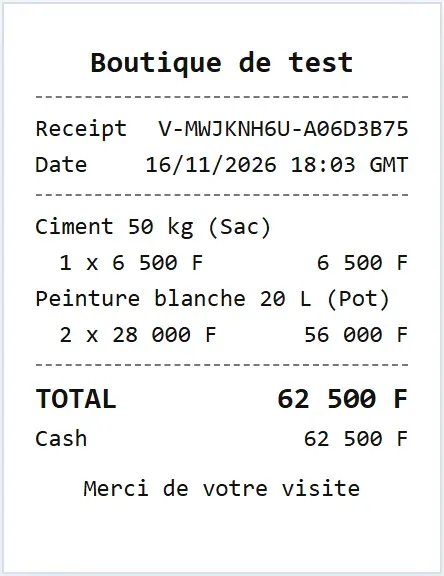 Boutique de test
Receipt V-MWJKNH6U-A06D3B75
Date 16/11/2026 18:03 GMT
Ciment 50 kg (Sac)
1 x 6 500 F 6 500 F
Peinture blanche 20 L (Pot)
2 x 28 000 F 56 000 F
TOTAL 62 500 F
Cash 62 500 F
Merci de votre visite